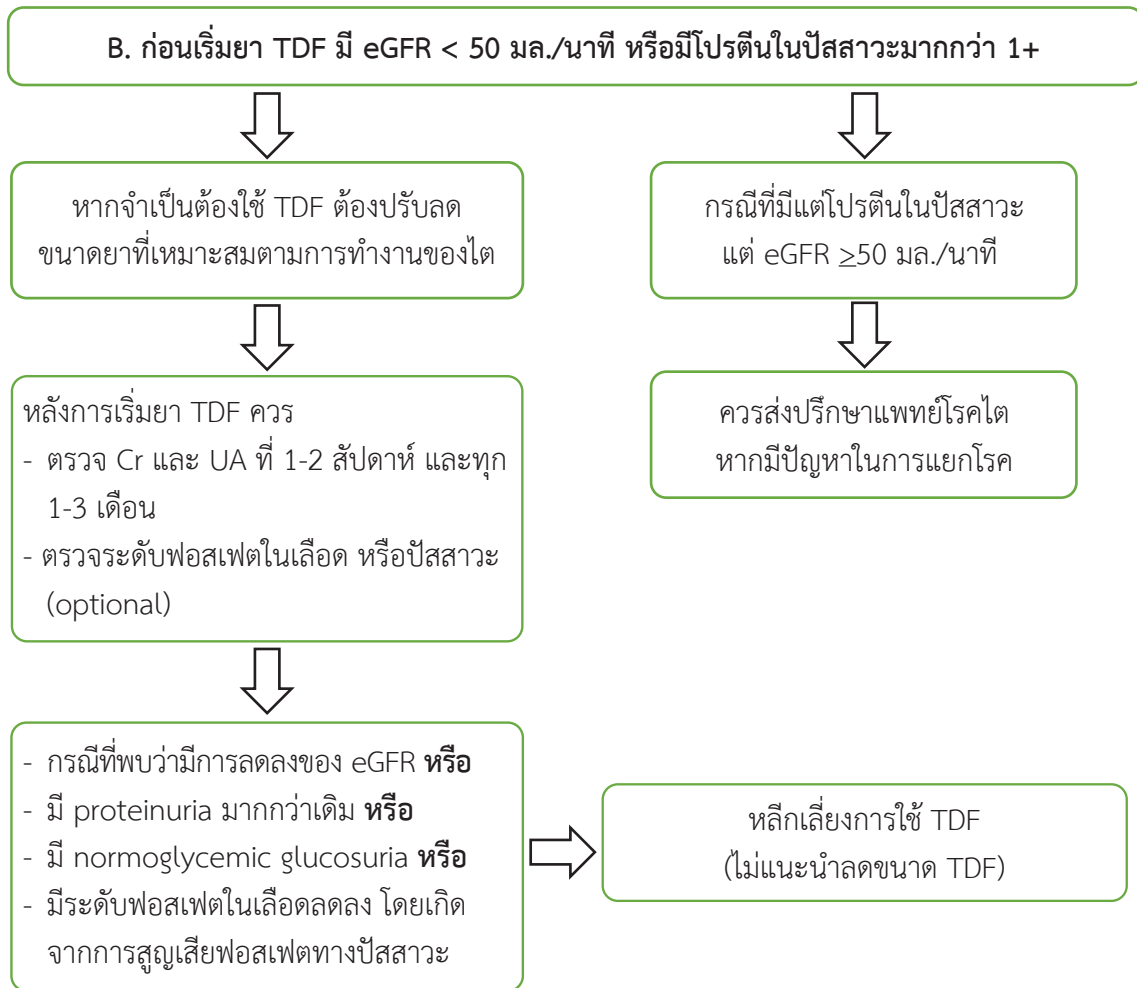 B. ก่อนเริ่มยา TDF มี eGFR < 50 มล./นาที หรือมีโปรตีนในปัสสาวะมากกว่า 1+
หากจำเป็นต้องใช้ TDF ต้องปรับลด
ขนาดยาที่เหมาะสมตามการทำงานของไต
กรณีที่มีแต่โปรตีนในปัสสาวะ
แต่ eGFR ≥50 มล./นาที
หลังการเริ่มยา TDF ควร
- ตรวจ Cr และ UA ที่ 1-2 สัปดาห์ และทุก
1-3 เดือน
- ตรวจระดับฟอสเฟตในเลือด หรือปัสสาวะ
(optional)
ควรส่งปรึกษาแพทย์โรคไต
หากมีปัญหาในการแยกโรค
- กรณีที่พบว่ามีการลดลงของ eGFR หรือ
- มี proteinuria มากกว่าเดิม หรือ
- มี normoglycemic glucosuria หรือ
- มีระดับฟอสเฟตในเลือดลดลง โดยเกิด
จากการสูญเสียฟอสเฟตทางปัสสาวะ
หลีกเลี่ยงการใช้ TDF
(ไม่แนะนำลดขนาด TDF)